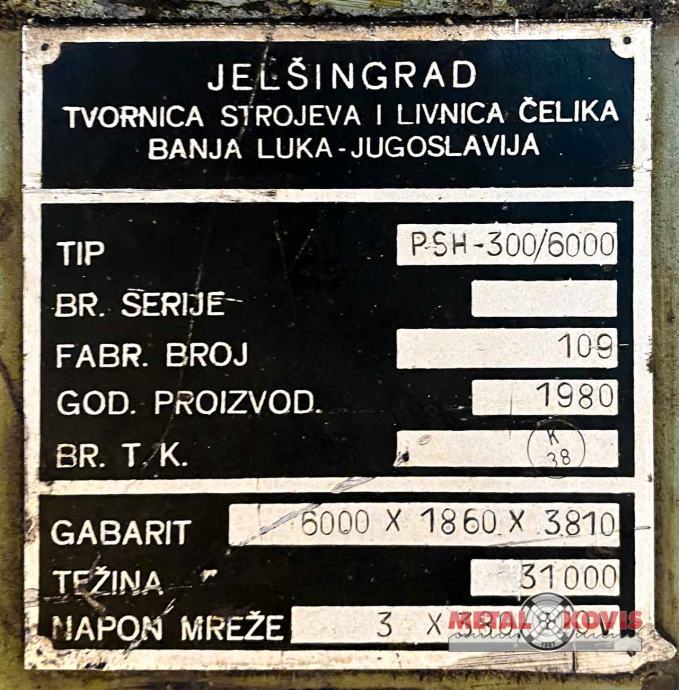 JELŠINGRAD
TVORNICA STROJEVA I LIVNICA ČELIKA
BANJA LUKA-JUGOSLAVIJA
TIP PSH-300/6000
BR. SERIJE
FABR. BROJ 109
GOD. PROIZVOD. 1980
BR. T. K. K 38
GABARIT 6000 X 1860 X 3810
TEŽINA 31000
NAPON MREŽE 3 X 38 V
METAL KOVIS